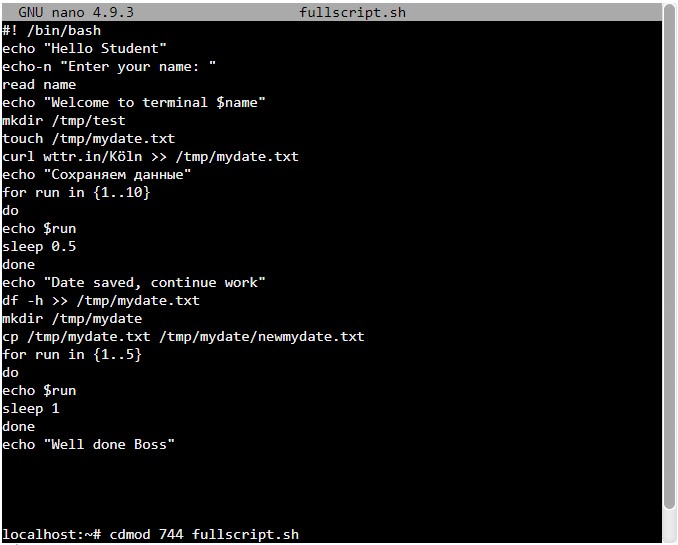 GNU nano 4.9.3 fullscript.sh
#! /bin/bash
echo "Hello Student"
echo-n "Enter your name: "
read name
echo "Welcome to terminal $name"
mkdir /tmp/test
touch /tmp/mydate.txt
curl wttr.in/Köln >> /tmp/mydate.txt
echo "Сохраняем данные"
for run in {1..10}
do
echo $run
sleep 0.5
done
echo "Date saved, continue work"
df -h >> /tmp/mydate.txt
mkdir /tmp/mydate
cp /tmp/mydate.txt /tmp/mydate/newmydate.txt
for run in {1..5}
do
echo $run
sleep 1
done
echo "Well done Boss"
localhost:~# cdmod 744 fullscript.sh